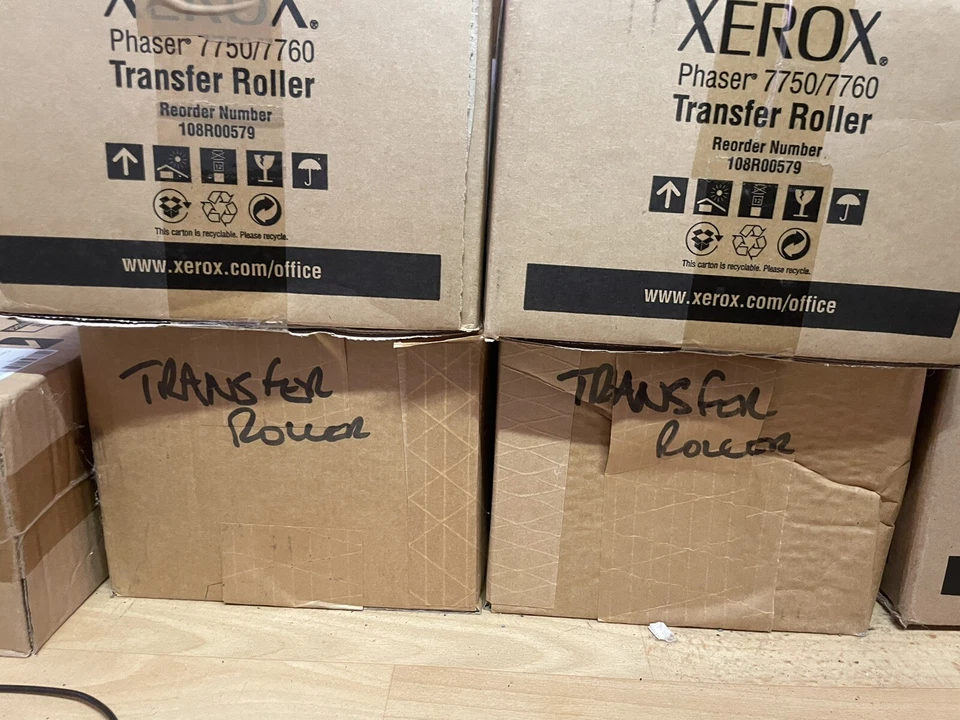 XEROX®
Phaser® 7750/7760
Transfer Roller
Reorder Number
108R00579
This carton is recyclable. Please recycle.
www.xerox.com/office
XEROX®
Phaser® 7750/7760
Transfer Roller
Reorder Number
108R00579
This carton is recyclable. Please recycle.
www.xerox.com/office
TRANSFER
ROLLER
TRANSFER
ROLLER